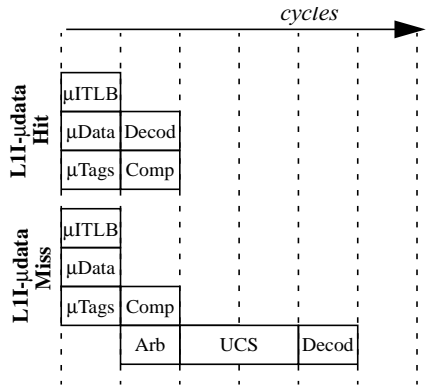 cycles
L1I-μdata
Hit
μITLB
μData Decod
μTags Comp
L1I-μdata
Miss
μITLB
μData
μTags Comp
Arb UCS Decod